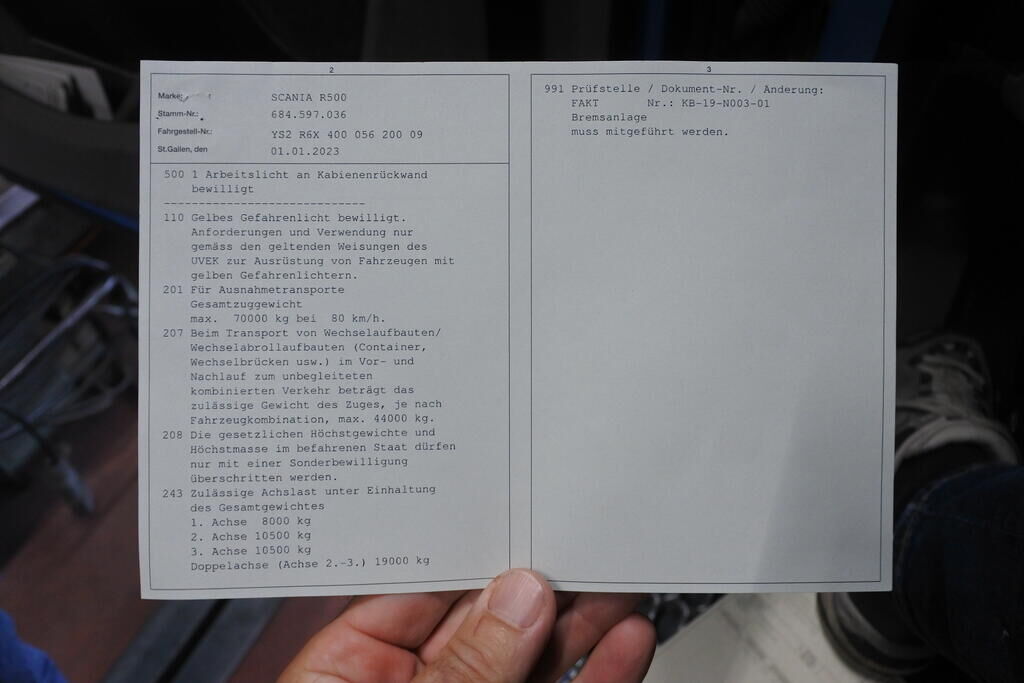 2
Marke:
SCANIA R500
Stamm-Nr.:
684.597.036
Fahrgestell-Nr.:
YS2 R6X 400 056 200 09
St.Gallen, den
01.01.2023
500 1 Arbeitslicht an Kabienenrückwand
bewilligt
-----------------------------
110 Gelbes Gefahrenlicht bewilligt.
Anforderungen und Verwendung nur
gemäss den geltenden Weisungen des
UVEK zur Ausrüstung von Fahrzeugen mit
gelben Gefahrenlichtern.
201 Für Ausnahmetransporte
Gesamtzuggewicht
max. 70000 kg bei 80 km/h.
207 Beim Transport von Wechselaufbauten/
Wechselabrollaufbauten (Container,
Wechselbrücken usw.) im Vor- und
Nachlauf zum unbegleiteten
kombinierten Verkehr beträgt das
zulässige Gewicht des Zuges, je nach
Fahrzeugkombination, max. 44000 kg.
208 Die gesetzlichen Höchstgewichte und
Höchstmasse im befahrenen Staat dürfen
nur mit einer Sonderbewilligung
überschritten werden.
243 Zulässige Achslast unter Einhaltung
des Gesamtgewichtes
1. Achse 8000 kg
2. Achse 10500 kg
3. Achse 10500 kg
Doppelachse (Achse 2.-3.) 19000 kg
3
991 Prüfstelle / Dokument-Nr. / Änderung:
FAKT Nr.: KB-19-N003-01
Bremsanlage
muss mitgeführt werden.